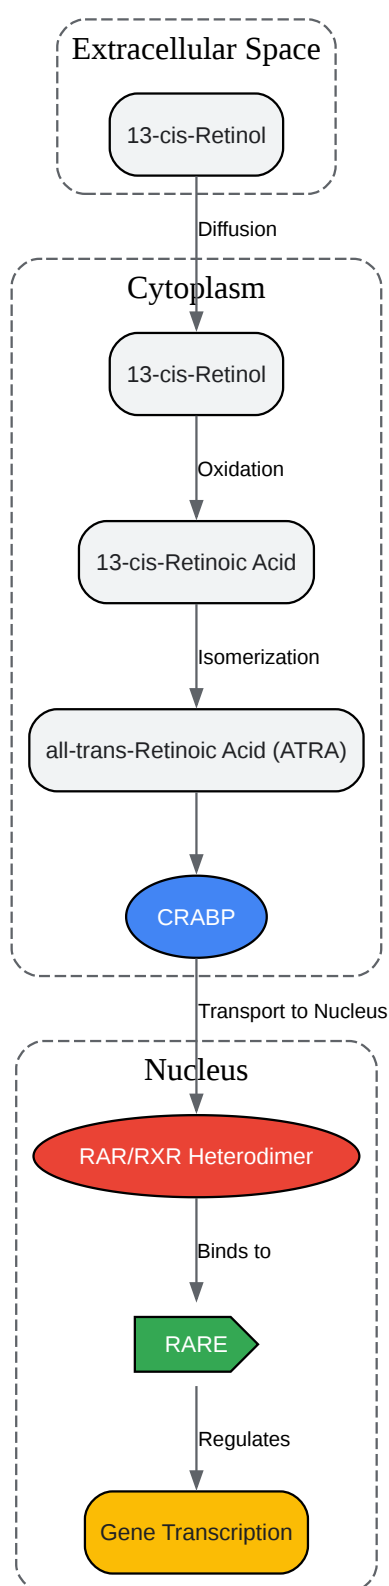 Extracellular Space
13-cis-Retinol
Diffusion
Cytoplasm
13-cis-Retinol
Oxidation
13-cis-Retinoic Acid
Isomerization
all-trans-Retinoic Acid (ATRA)
CRABP
Transport to Nucleus
Nucleus
RAR/RXR Heterodimer
Binds to
RARE
Regulates
Gene Transcription